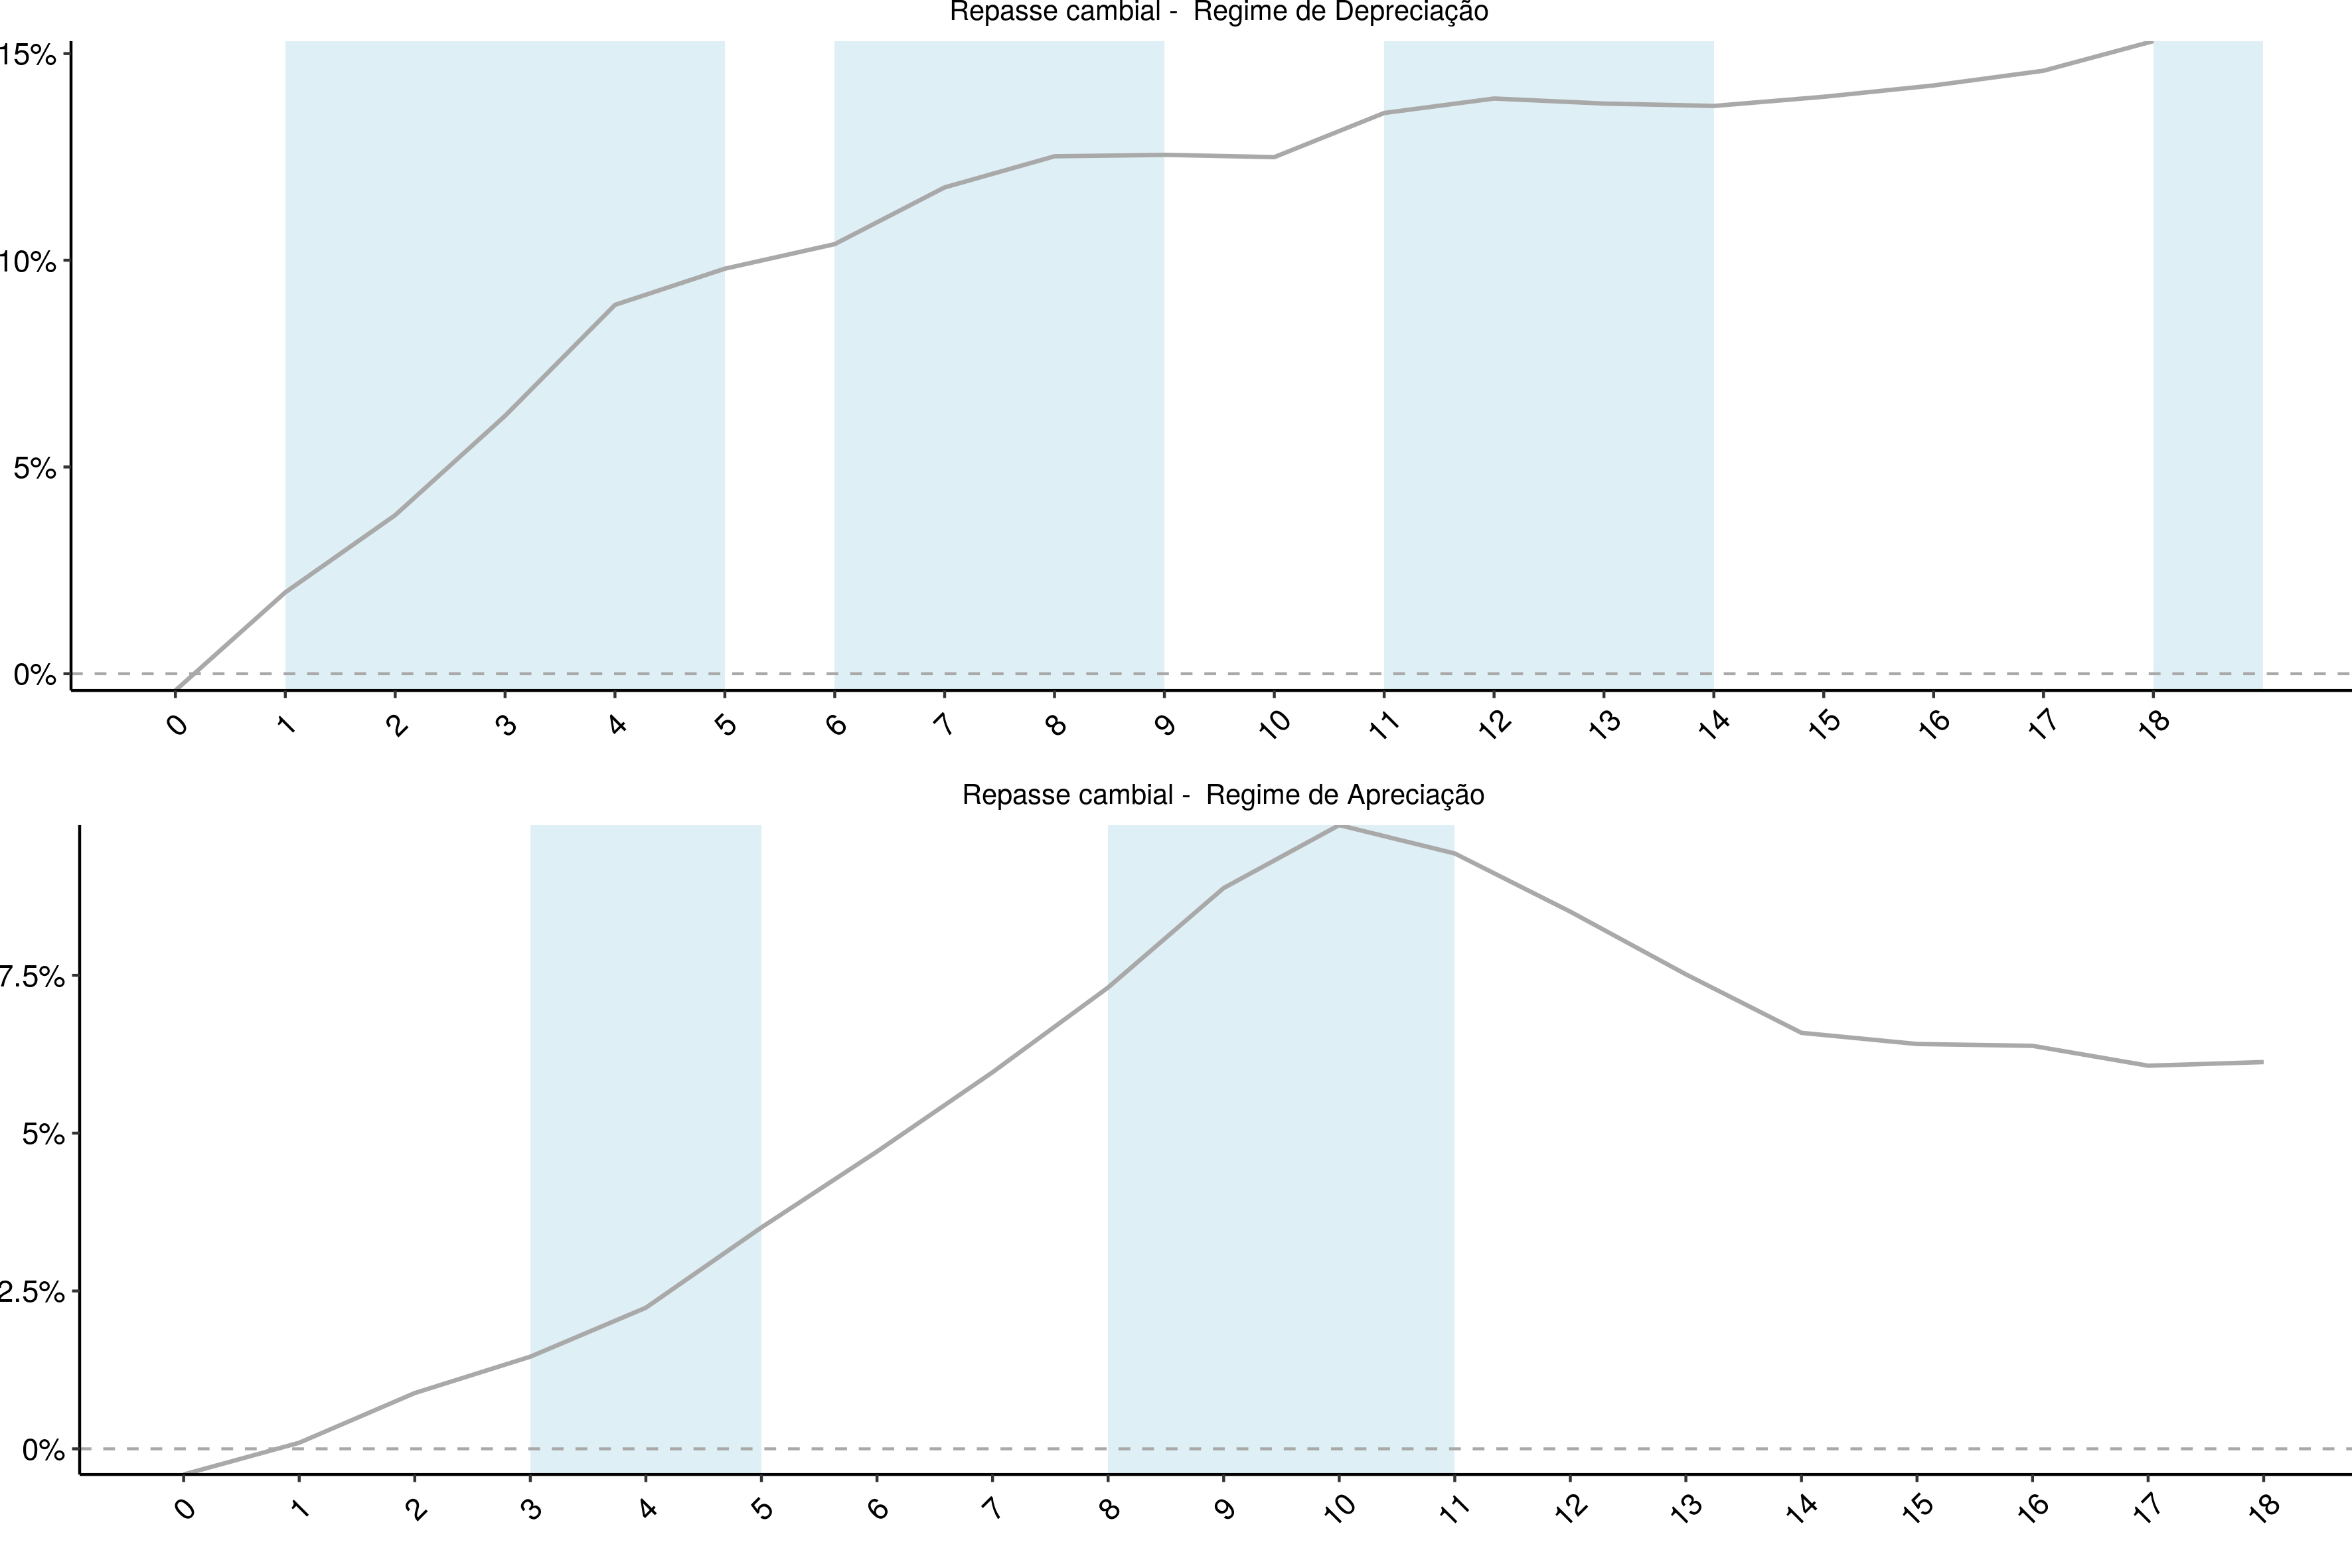 Repasse cambial -  Regime de Depreciação
15%
10%
5%
0%
0 1 2 3 4 5 6 7 8 9 10 11 12 13 14 15 16 17 18
Repasse cambial -  Regime de Apreciação
7.5%
5%
2.5%
0%
0 1 2 3 4 5 6 7 8 9 10 11 12 13 14 15 16 17 18